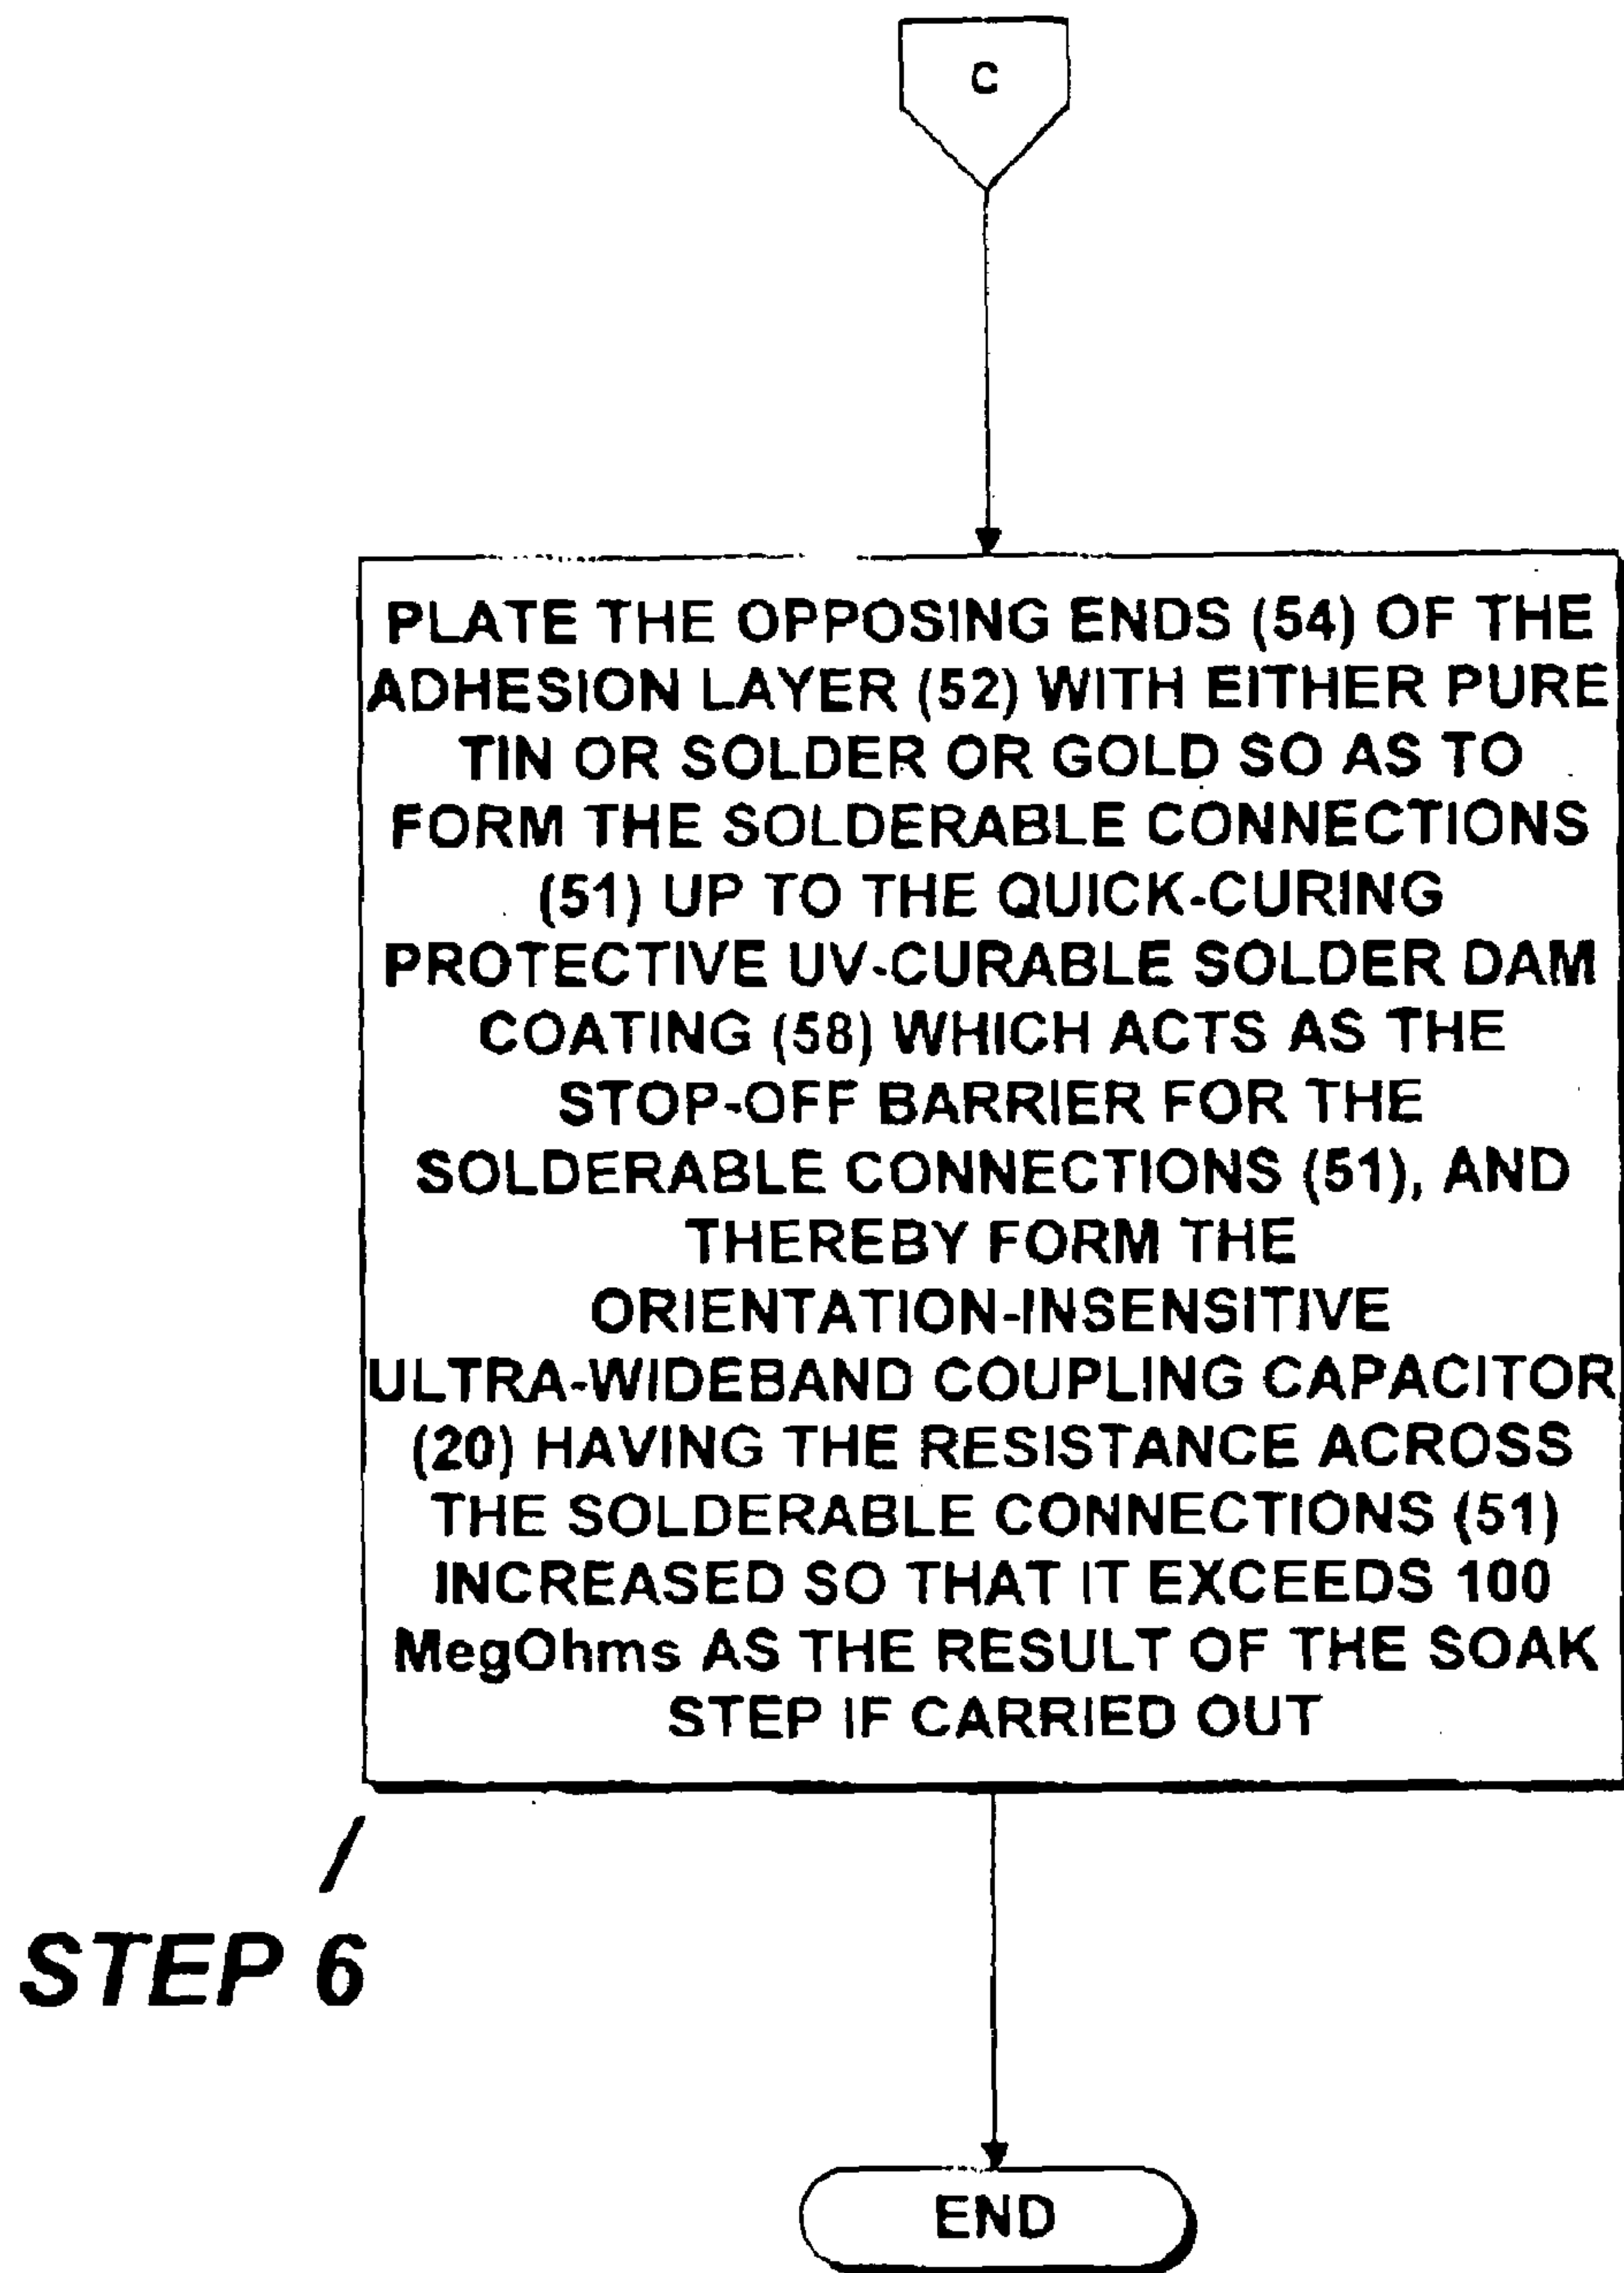 C
PLATE THE OPPOSING ENDS (54) OF THE
ADHESION LAYER (52) WITH EITHER PURE
TIN OR SOLDER OR GOLD SO AS TO
FORM THE SOLDERABLE CONNECTIONS
(51) UP TO THE QUICK-CURING
PROTECTIVE UV-CURABLE SOLDER DAM
COATING (58) WHICH ACTS AS THE
STOP-OFF BARRIER FOR THE
SOLDERABLE CONNECTIONS (51), AND
THEREBY FORM THE
ORIENTATION-INSENSITIVE
ULTRA-WIDEBAND COUPLING CAPACITOR
(20) HAVING THE RESISTANCE ACROSS
THE SOLDERABLE CONNECTIONS (51)
INCREASED SO THAT IT EXCEEDS 100
MegOhms AS THE RESULT OF THE SOAK
STEP IF CARRIED OUT
STEP 6
END